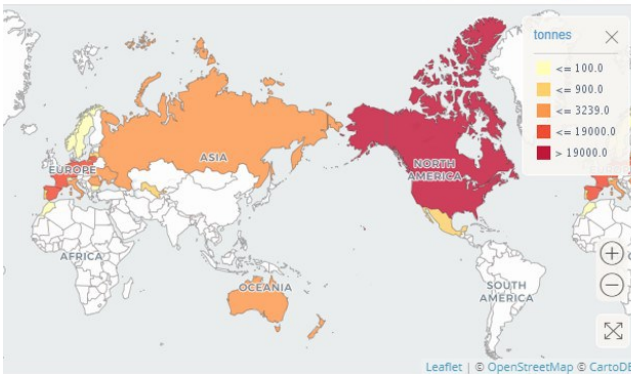 tonnes
<= 100.0
<= 900.0
<= 3239.0
<= 19000.0
> 19000.0
ASIA
EUROPE
NORTH
AMERICA
AFRICA
OCEANIA
SOUTH
AMERICA
+
−
Leaflet | © OpenStreetMap © CartoDB